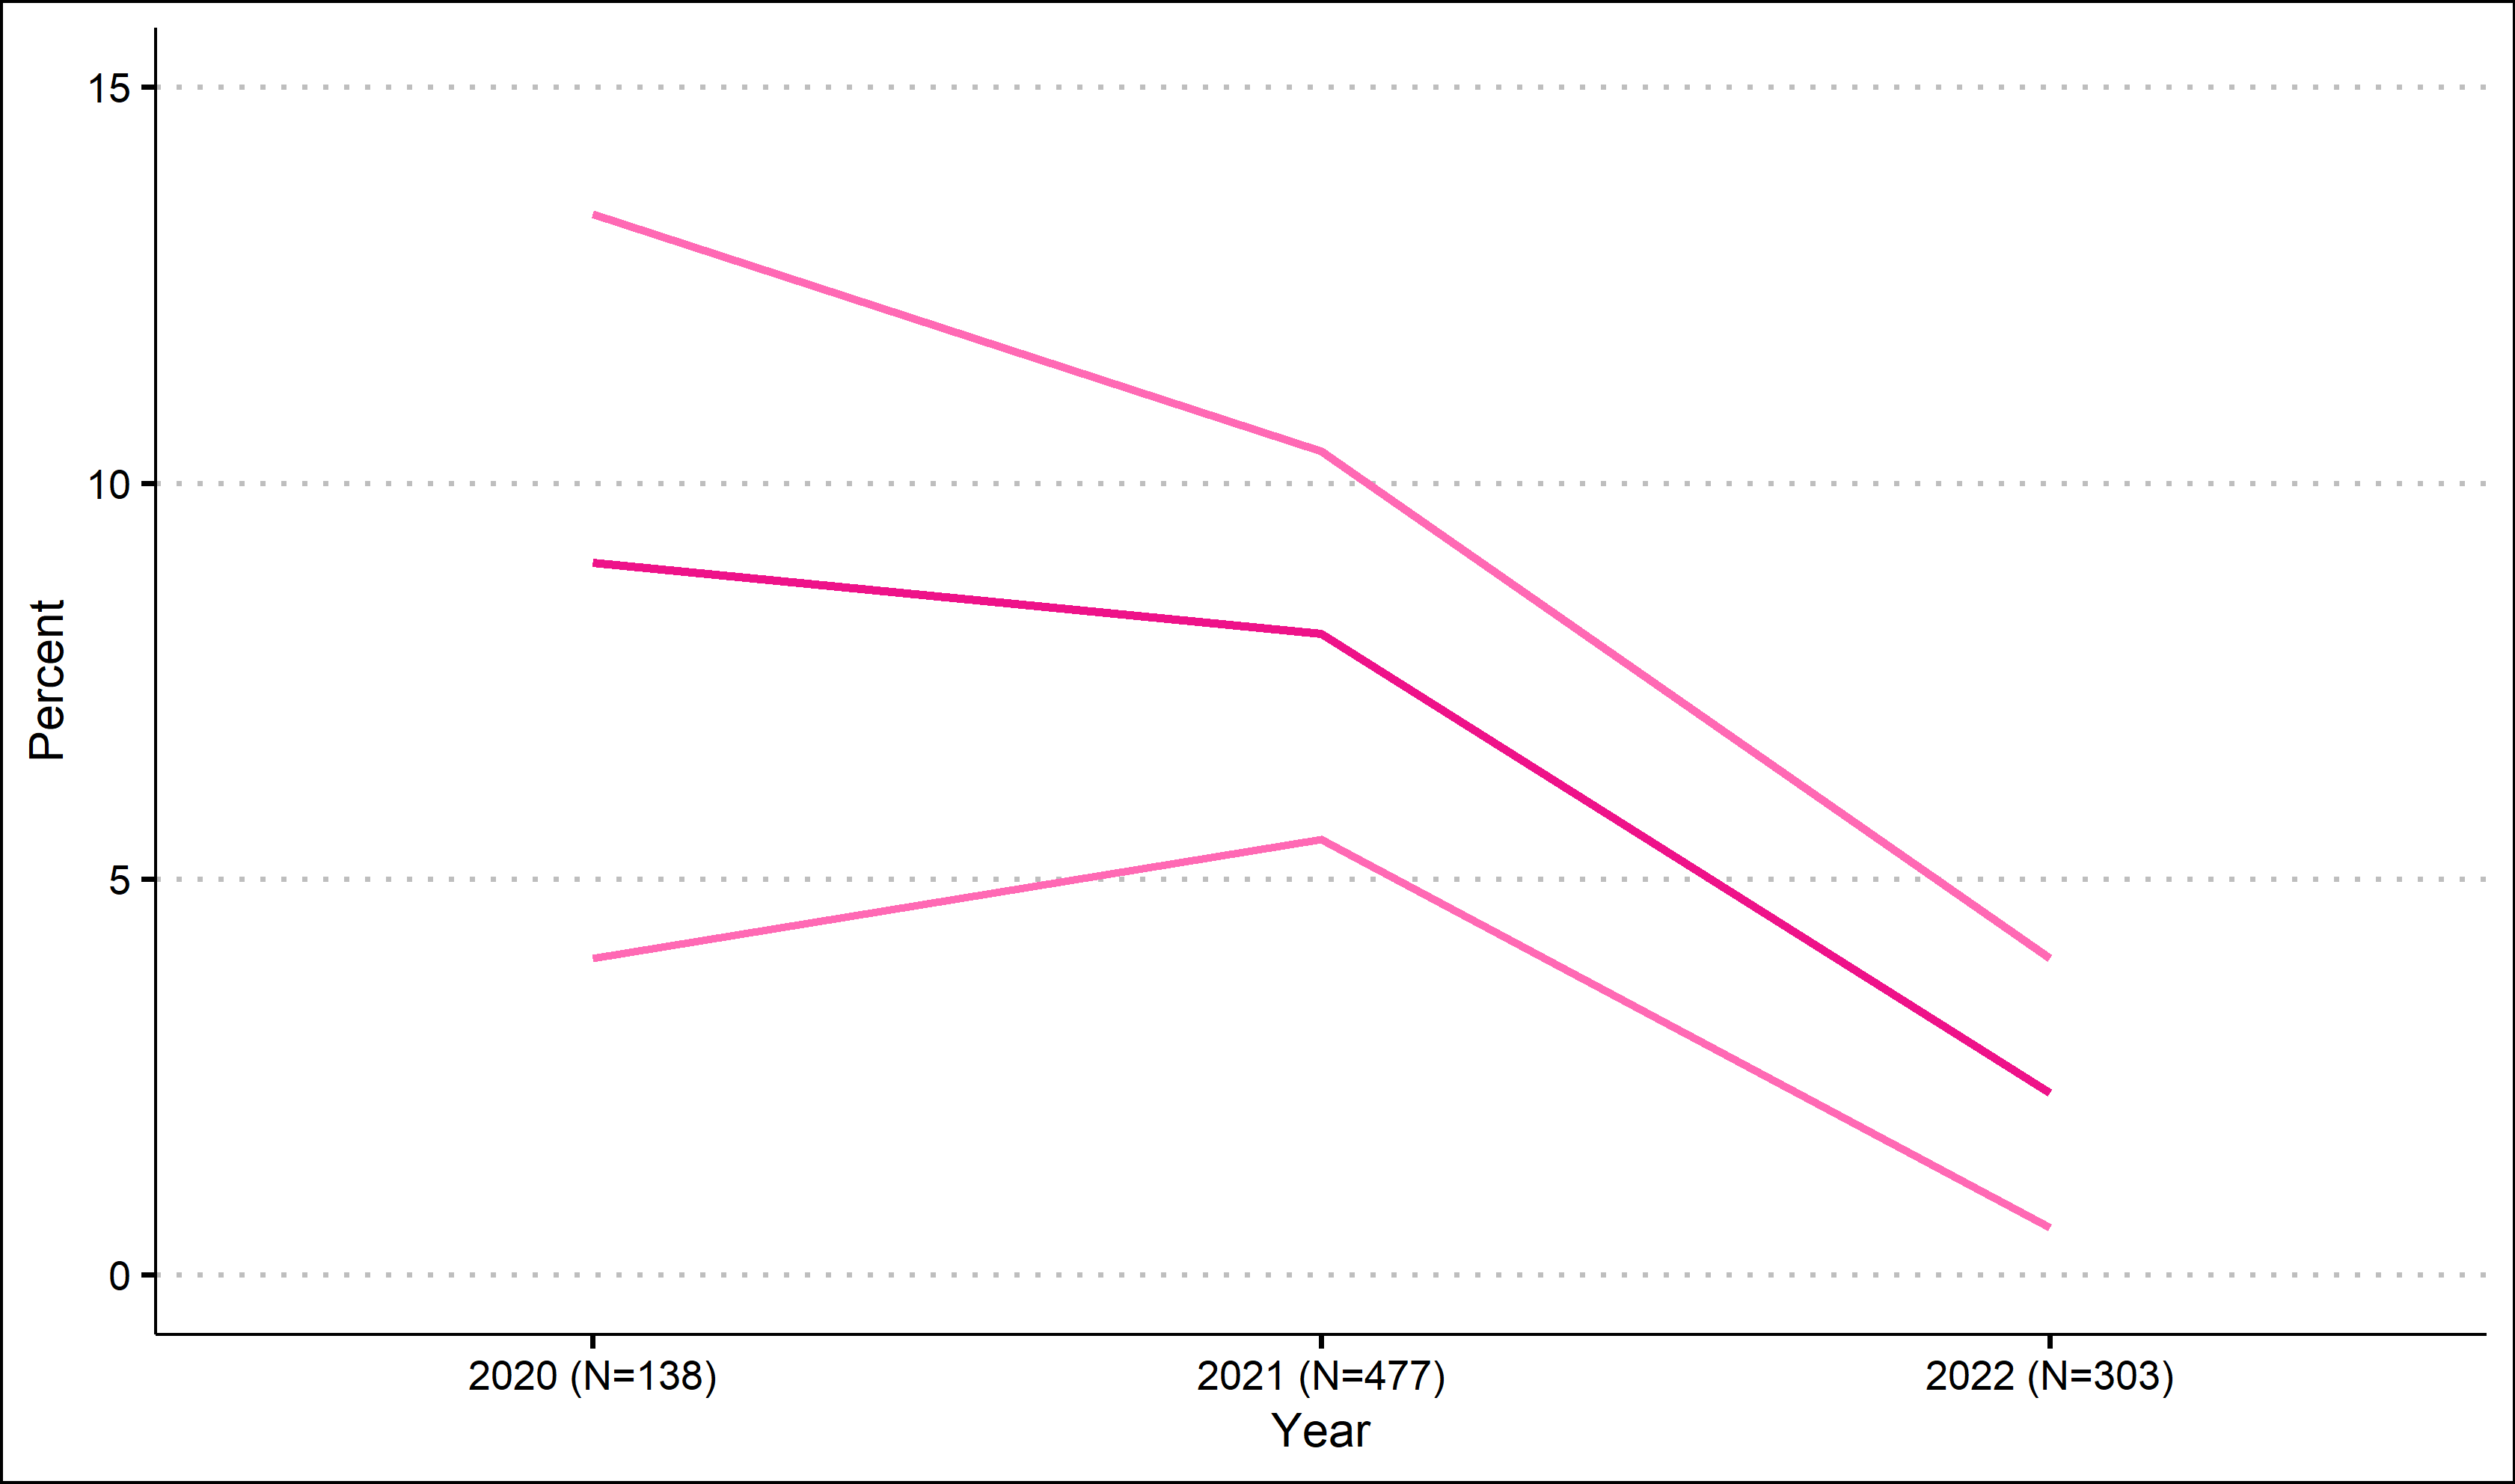 15
10
5
0
Percent
2020 (N=138)
2021 (N=477)
2022 (N=303)
Year